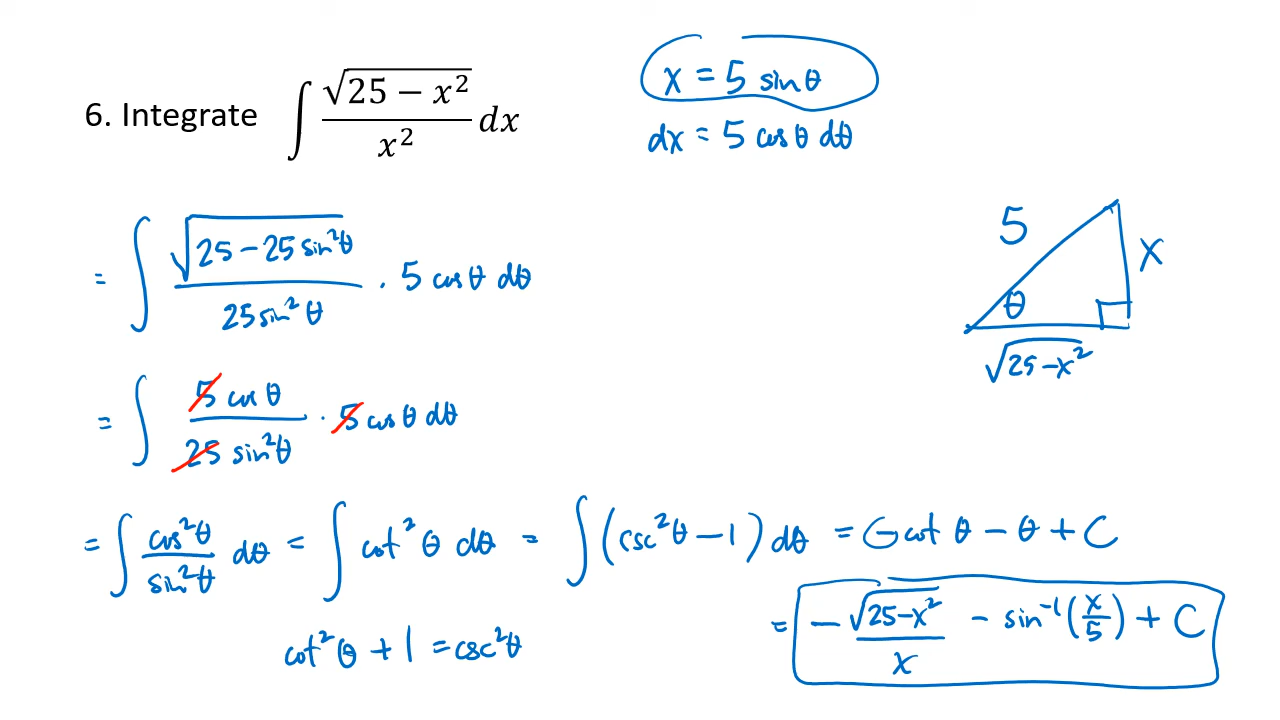 6. Integrate ∫ √(25 − x²) / x² dx
x = 5 sin θ
dx = 5 cos θ dθ
= ∫ √(25 − 25 sin²θ) / (25 sin²θ) · 5 cos θ dθ
5
x
θ
√(25 − x²)
= ∫ (5 cos θ) / (25 sin²θ) · 5 cos θ dθ
= ∫ cos²θ / sin²θ dθ = ∫ cot²θ dθ = ∫ (csc²θ − 1) dθ = − cot θ − θ + C
= − √(25 − x²) / x − sin⁻¹(x/5) + C
cot²θ + 1 = csc²θ